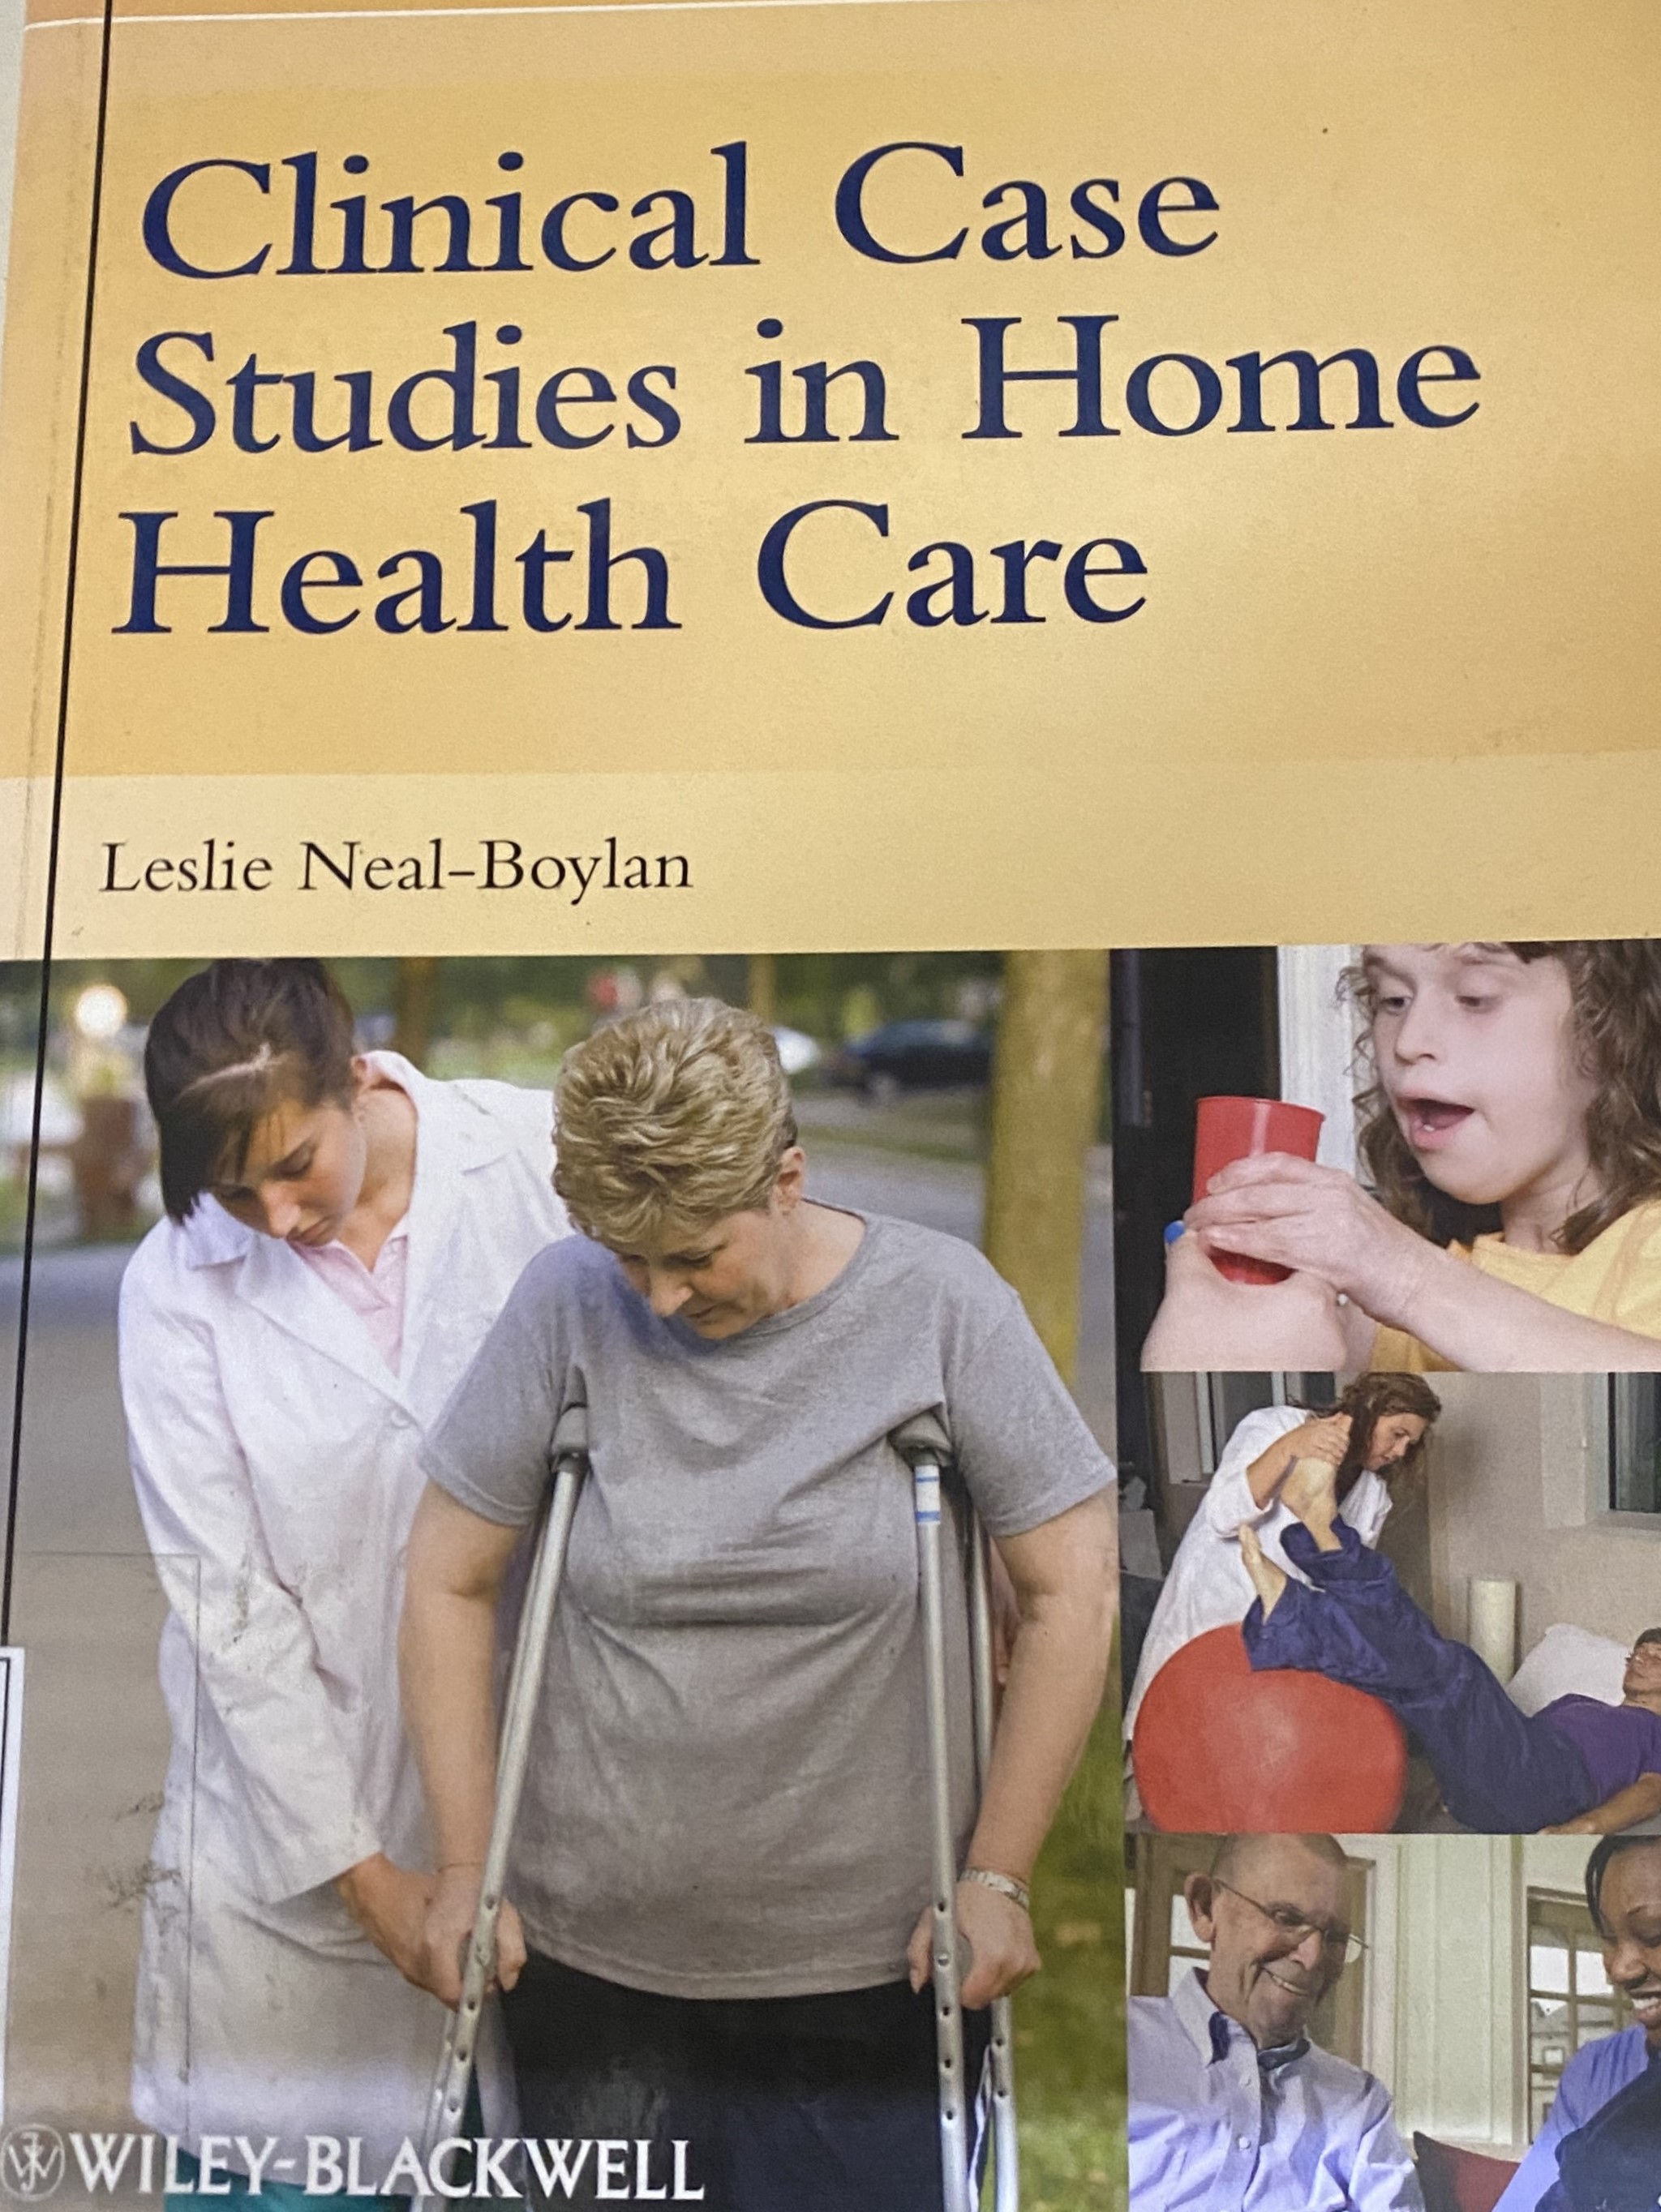 Clinical Case
Studies in Home
Health Care
Leslie Neal-Boylan
WILEY-BLACKWELL